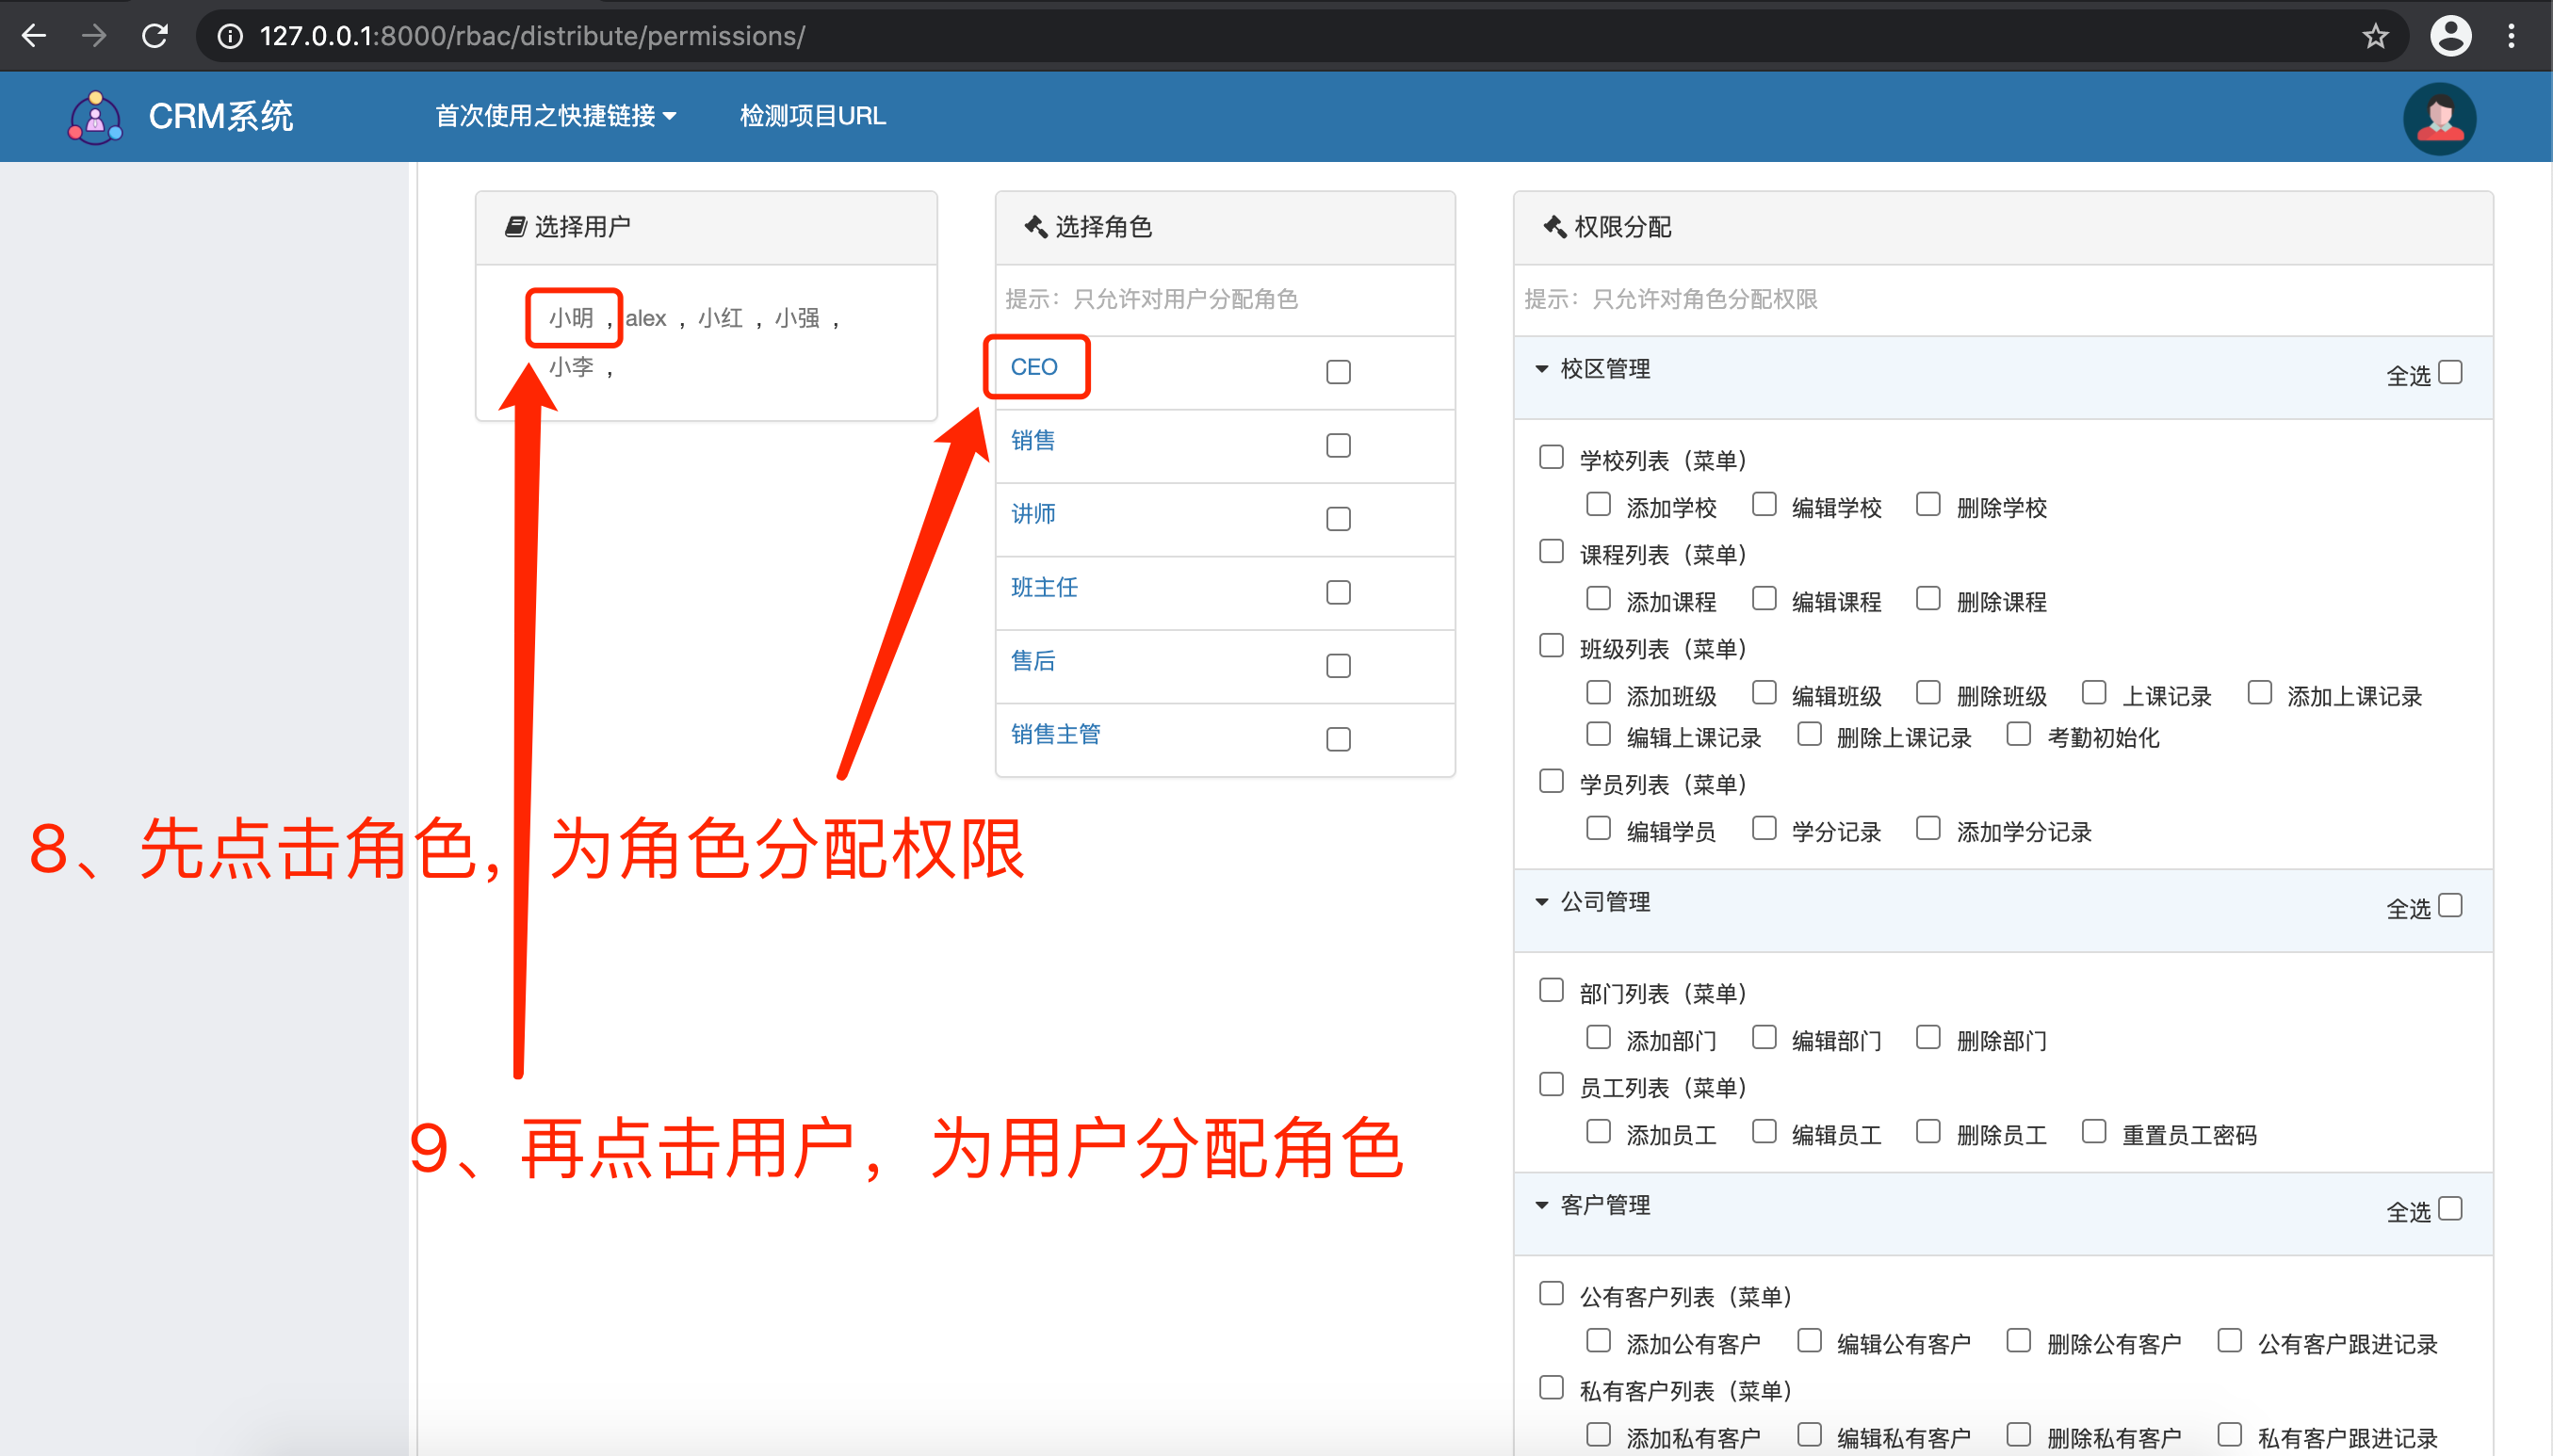 127.0.0.1:8000/rbac/distribute/permissions/
CRM系统
首次使用之快捷链接
检测项目URL
选择用户
小明 ， alex ， 小红 ， 小强 ，
小李 ，
选择角色
提示：只允许对用户分配角色
CEO
销售
讲师
班主任
售后
销售主管
8、先点击角色，为角色分配权限
9、再点击用户，为用户分配角色
权限分配
提示：只允许对角色分配权限
校区管理 全选
学校列表（菜单）
添加学校 编辑学校 删除学校
课程列表（菜单）
添加课程 编辑课程 删除课程
班级列表（菜单）
添加班级 编辑班级 删除班级 上课记录 添加上课记录
编辑上课记录 删除上课记录 考勤初始化
学员列表（菜单）
编辑学员 学分记录 添加学分记录
公司管理 全选
部门列表（菜单）
添加部门 编辑部门 删除部门
员工列表（菜单）
添加员工 编辑员工 删除员工 重置员工密码
客户管理 全选
公有客户列表（菜单）
添加公有客户 编辑公有客户 删除公有客户 公有客户跟进记录
私有客户列表（菜单）
添加私有客户 编辑私有客户 删除私有客户 私有客户跟进记录